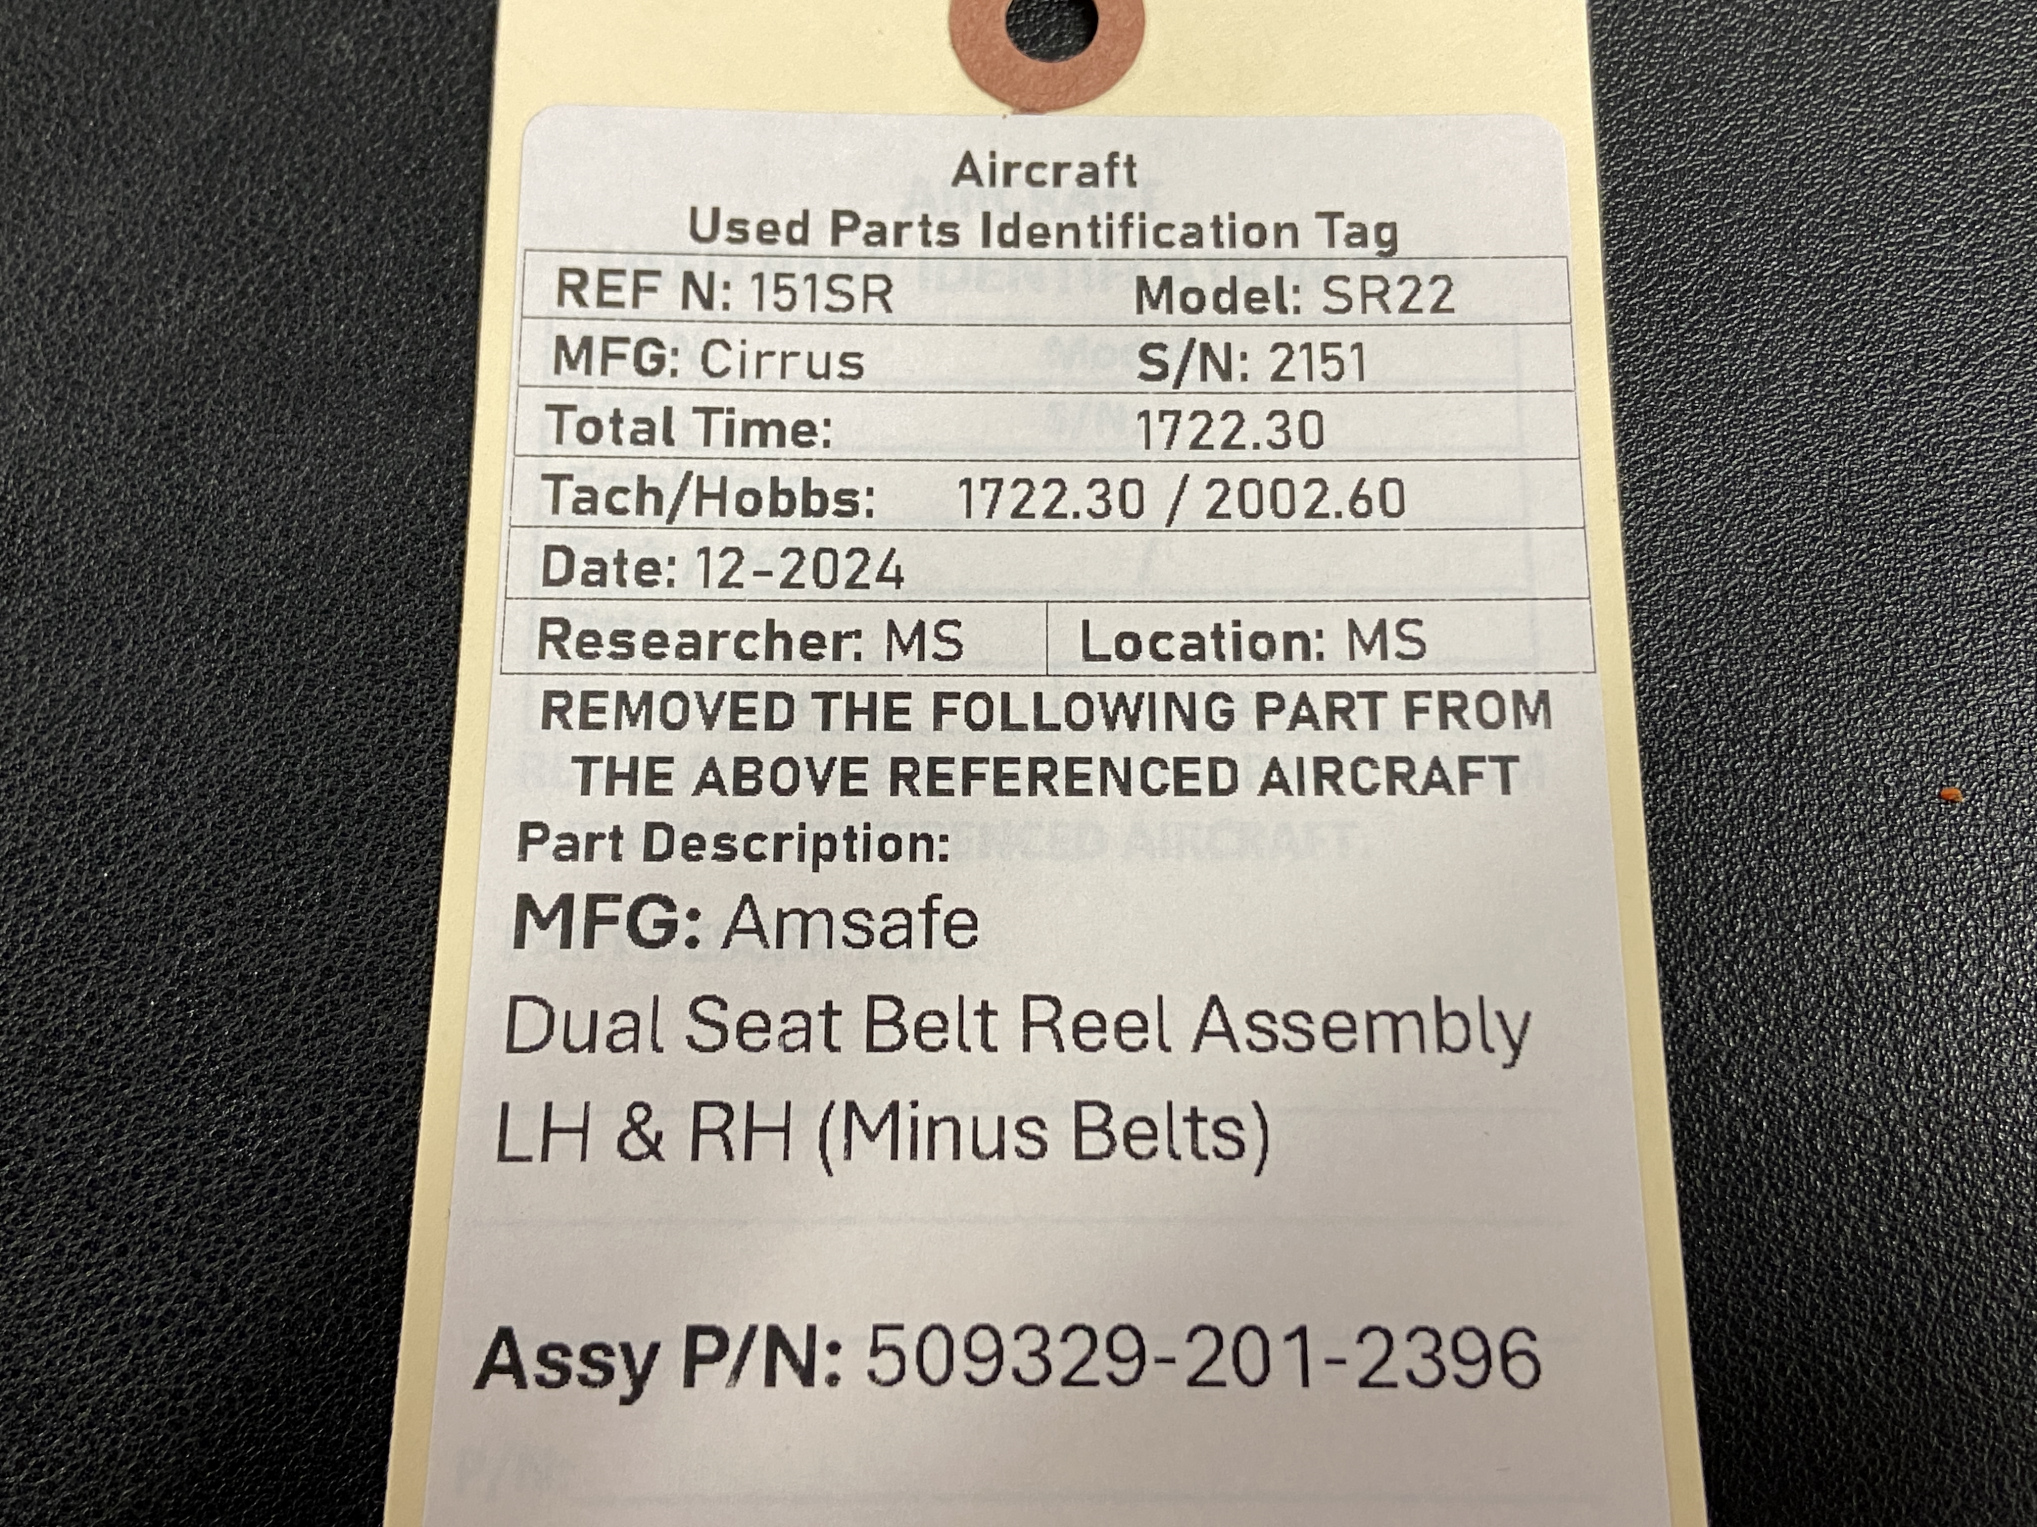 Aircraft
Used Parts Identification Tag
REF N: 151SR Model: SR22
MFG: Cirrus S/N: 2151
Total Time: 1722.30
Tach/Hobbs: 1722.30 / 2002.60
Date: 12-2024
Researcher: MS Location: MS
REMOVED THE FOLLOWING PART FROM
THE ABOVE REFERENCED AIRCRAFT
Part Description:
MFG: Amsafe
Dual Seat Belt Reel Assembly
LH & RH (Minus Belts)
Assy P/N: 509329-201-2396
P/N: